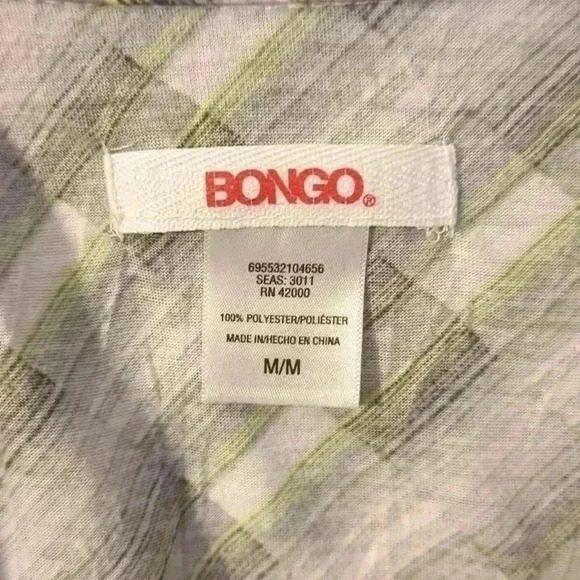 BONGO®
695532104656
SEAS: 3011
RN 42000
100% POLYESTER/POLIÉSTER
MADE IN/HECHO EN CHINA
M/M